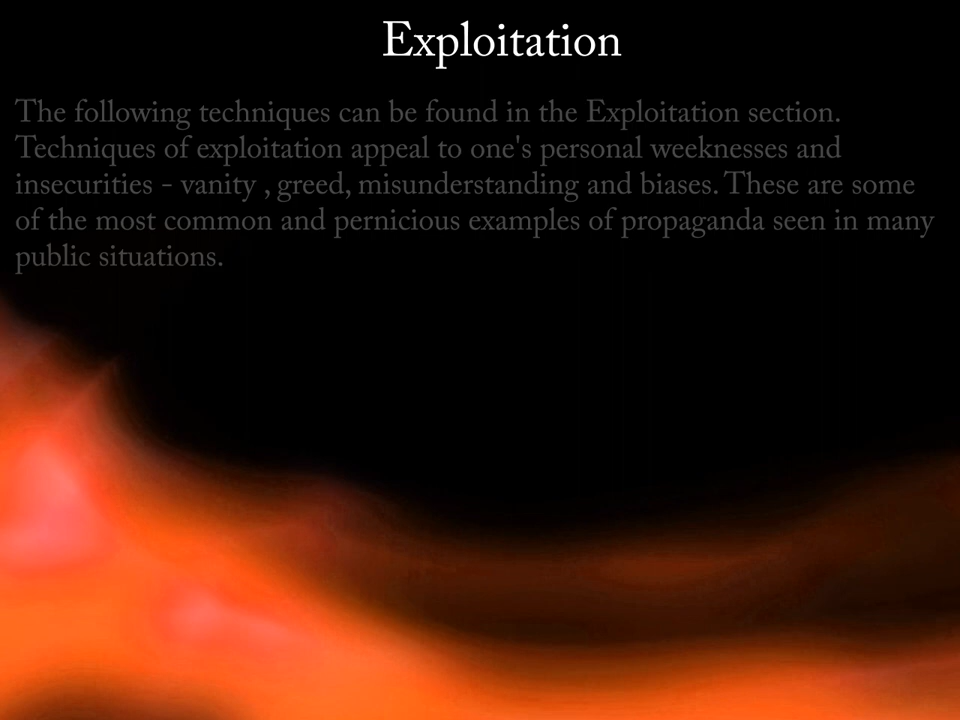 Exploitation
The following techniques can be found in the Exploitation section.
Techniques of exploitation appeal to one's personal weeknesses and
insecurities - vanity , greed, misunderstanding and biases. These are some
of the most common and pernicious examples of propaganda seen in many
public situations.